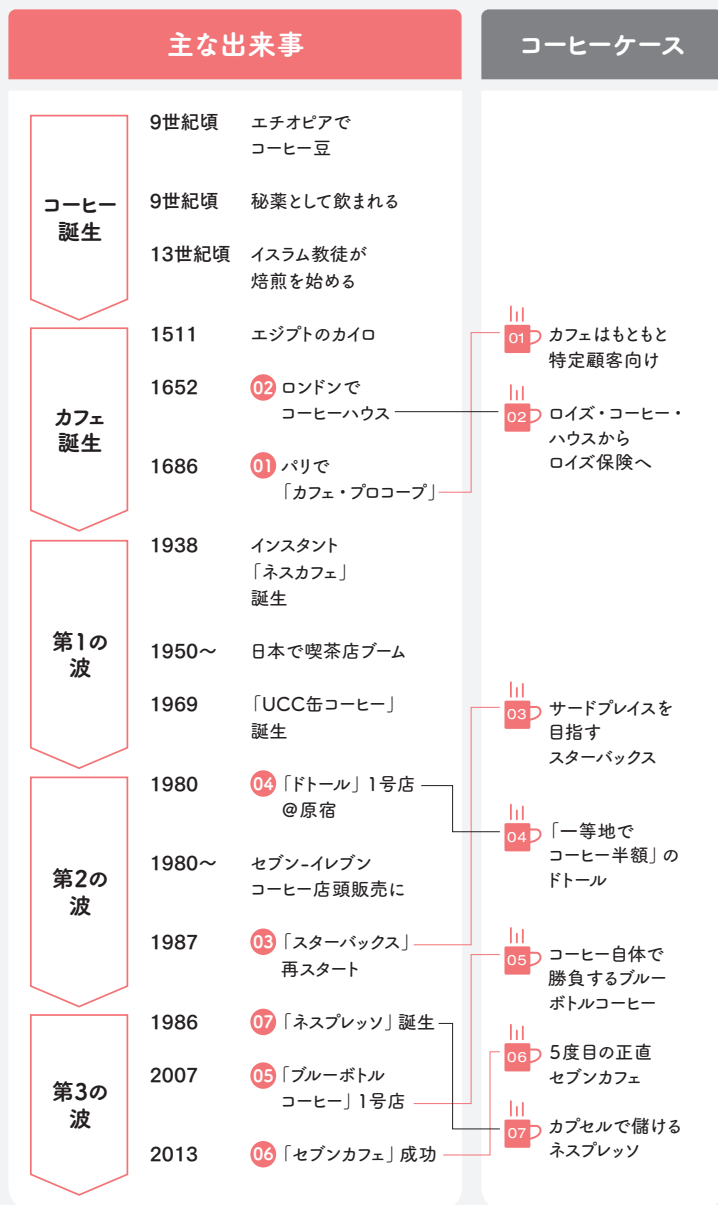 主な出来事
コーヒーケース
コーヒー
誕生
9世紀頃 エチオピアで
コーヒー豆
9世紀頃 秘薬として飲まれる
13世紀頃 イスラム教徒が
焙煎を始める
カフェ
誕生
1511 エジプトのカイロ
1652 02 ロンドンで
コーヒーハウス
1686 01 パリで
「カフェ・プロコープ」
第1の
波
1938 インスタント
「ネスカフェ」
誕生
1950〜 日本で喫茶店ブーム
1969 「UCC缶コーヒー」
誕生
第2の
波
1980 04 「ドトール」1号店
@原宿
1980〜 セブン-イレブン
コーヒー店頭販売に
1987 03 「スターバックス」
再スタート
第3の
波
1986 07 「ネスプレッソ」誕生
2007 05 「ブルーボトル
コーヒー」1号店
2013 06 「セブンカフェ」成功
01 カフェはもともと
特定顧客向け
02 ロイズ・コーヒー・
ハウスから
ロイズ保険へ
03 サードプレイスを
目指す
スターバックス
04 「一等地で
コーヒー半額」の
ドトール
05 コーヒー自体で
勝負するブルー
ボトルコーヒー
06 5度目の正直
セブンカフェ
07 カプセルで儲ける
ネスプレッソ